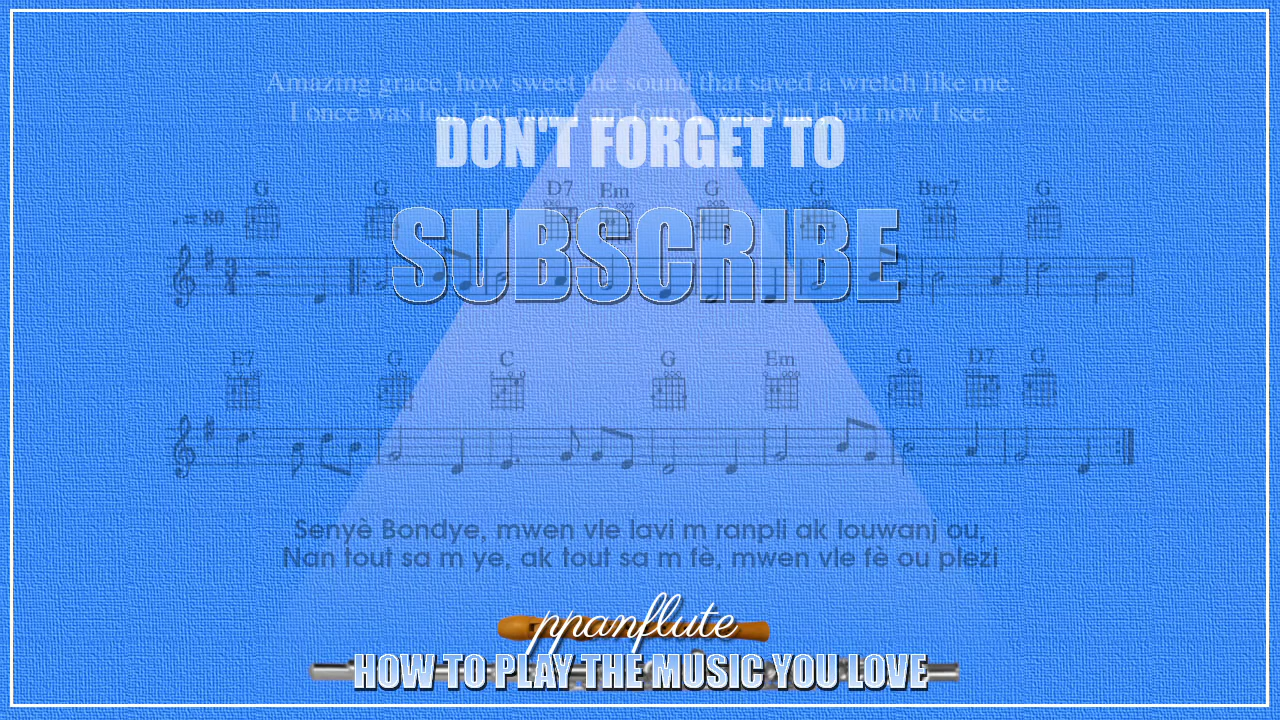 Amazing grace, how sweet the sound that saved a wretch like me.
I once was lost, but now I am found, was blind, but now I see.
DON'T FORGET TO
G G D7 Em G G Bm7 G
= 80
SUBSCRIBE
E7 G C G Em G D7 G
Senyè Bondye, mwen vle lavi m ranpli ak louwanj ou,
Nan tout sa m ye, ak tout sa m fè, mwen vle fè ou plezi
ppanflute
HOW TO PLAY THE MUSIC YOU LOVE